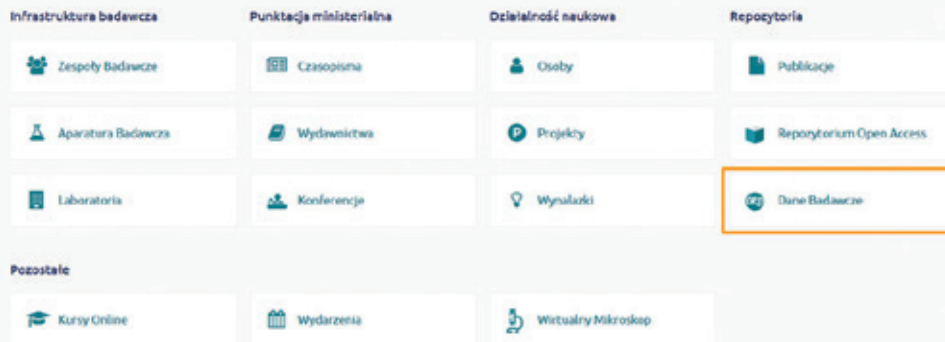 Infrastruktura badawcza
Zespoły Badawcze
Aparatura Badawcza
Laboratoria
Punktacja ministerialna
Czasopisma
Wydawnictwa
Konferencje
Działalność naukowa
Osoby
Projekty
Wynalazki
Repozytoria
Publikacje
Repozytorium Open Access
Dane Badawcze
Pozostałe
Kursy Online
Wydarzenia
Wirtualny Mikroskop